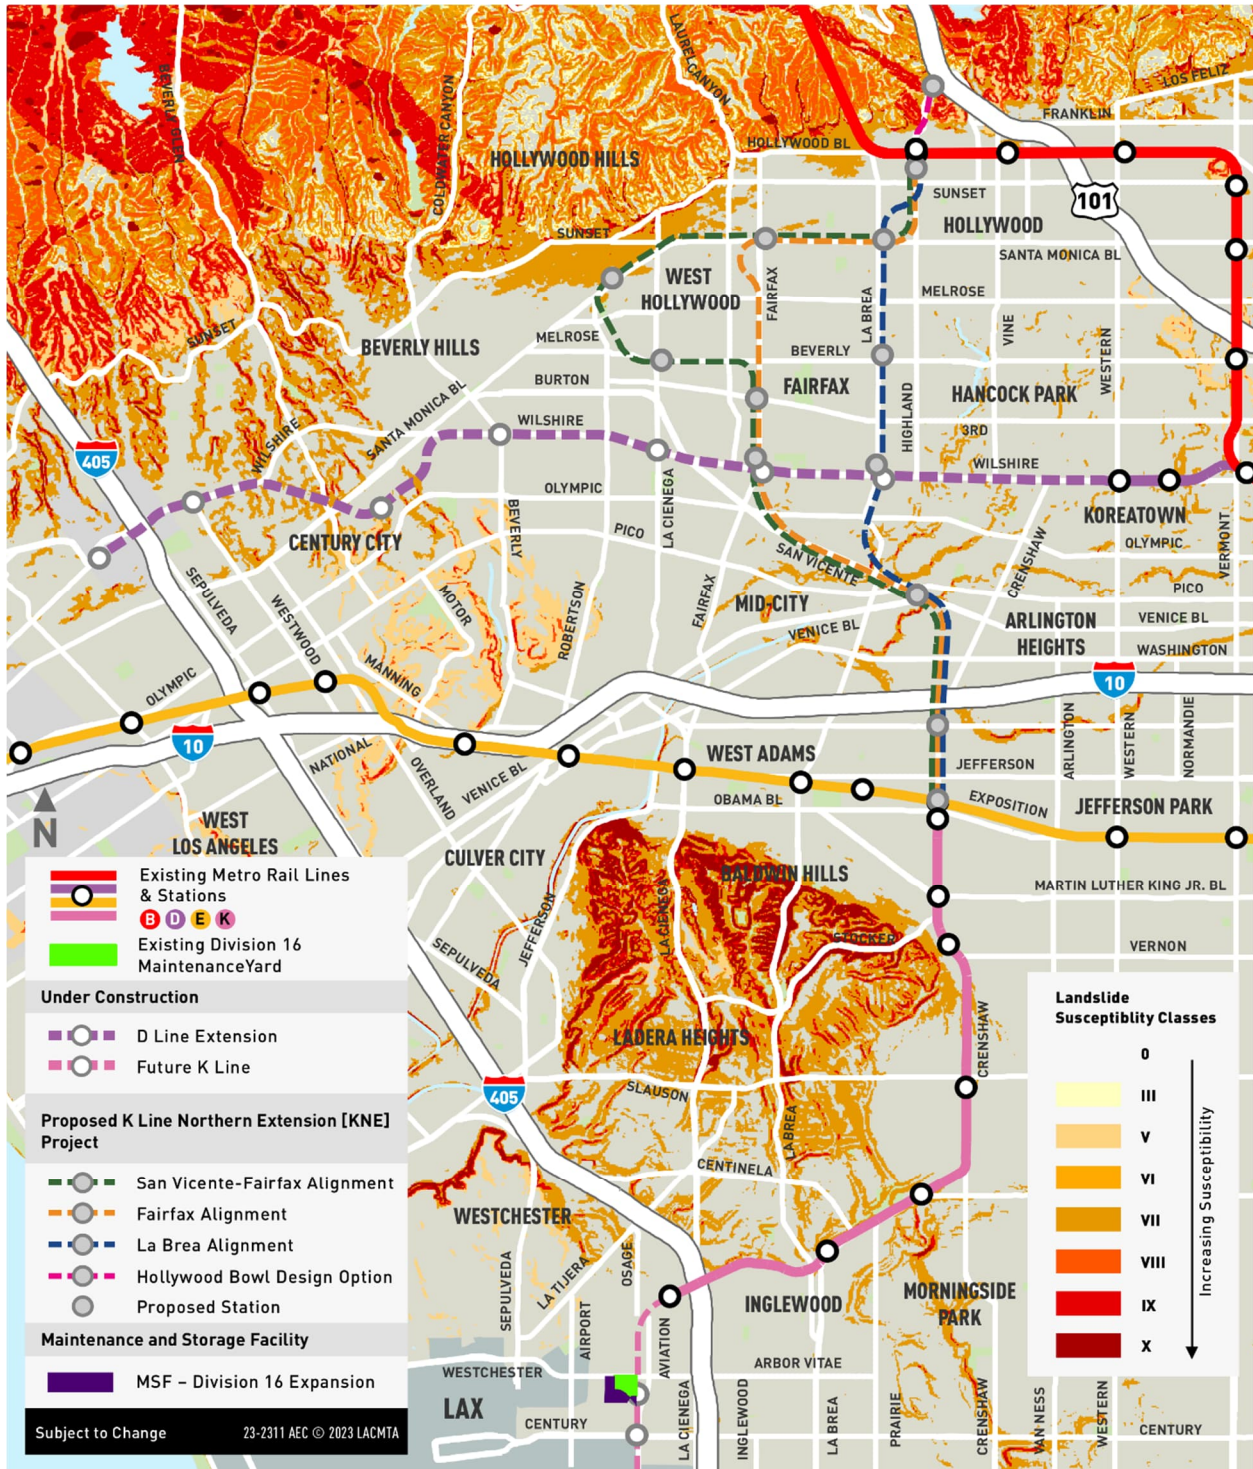 BEVERLY GLEN
COLDWATER CANYON
LAUREL CANYON
LOS FELIZ
FRANKLIN
HOLLYWOOD BL
HOLLYWOOD HILLS
SUNSET
101
HOLLYWOOD
SUNSET
SANTA MONICA BL
WEST
HOLLYWOOD
FAIRFAX
LA BREA
MELROSE
VINE
WESTERN
SUNSET
BEVERLY HILLS
MELROSE
BEVERLY
BURTON
FAIRFAX
HANCOCK PARK
SANTA MONICA BL
WILSHIRE
HIGHLAND
3RD
WILSHIRE
WILSHIRE
405
OLYMPIC
LA CIENEGA
KOREATOWN
CENTURY CITY
BEVERLY
PICO
OLYMPIC
VERMONT
SAN VICENTE
CRENSHAW
PICO
SEPULVEDA
WESTWOOD
MOTOR
ROBERTSON
FAIRFAX
MID-CITY
VENICE BL
ARLINGTON
HEIGHTS
VENICE BL
WASHINGTON
MANNING
OLYMPIC
10
10
NATIONAL
OVERLAND
VENICE BL
WEST ADAMS
JEFFERSON
ARLINGTON
WESTERN
NORMANDIE
OBAMA BL
EXPOSITION
JEFFERSON PARK
N
WEST
LOS ANGELES
CULVER CITY
BALDWIN HILLS
MARTIN LUTHER KING JR. BL
JEFFERSON
LA CIENEGA
STOCKER
VERNON
SEPULVEDA
LADERA HEIGHTS
CRENSHAW
405
SLAUSON
LA BREA
CENTINELA
WESTCHESTER
SEPULVEDA
LA TIJERA
OSAGE
AIRPORT
AVIATION
INGLEWOOD
MORNINGSIDE
PARK
WESTCHESTER
ARBOR VITAE
LAX
CENTURY
LA CIENEGA
INGLEWOOD
LA BREA
PRAIRIE
CRENSHAW
VAN NESS
WESTERN
CENTURY
Existing Metro Rail Lines
& Stations
B D E K
Existing Division 16
MaintenanceYard
Under Construction
D Line Extension
Future K Line
Proposed K Line Northern Extension [KNE]
Project
San Vicente-Fairfax Alignment
Fairfax Alignment
La Brea Alignment
Hollywood Bowl Design Option
Proposed Station
Maintenance and Storage Facility
MSF – Division 16 Expansion
Subject to Change 23-2311 AEC © 2023 LACMTA
Landslide
Susceptiblity Classes
0
III
V
VI
VII
VIII
IX
X
Increasing Susceptibility